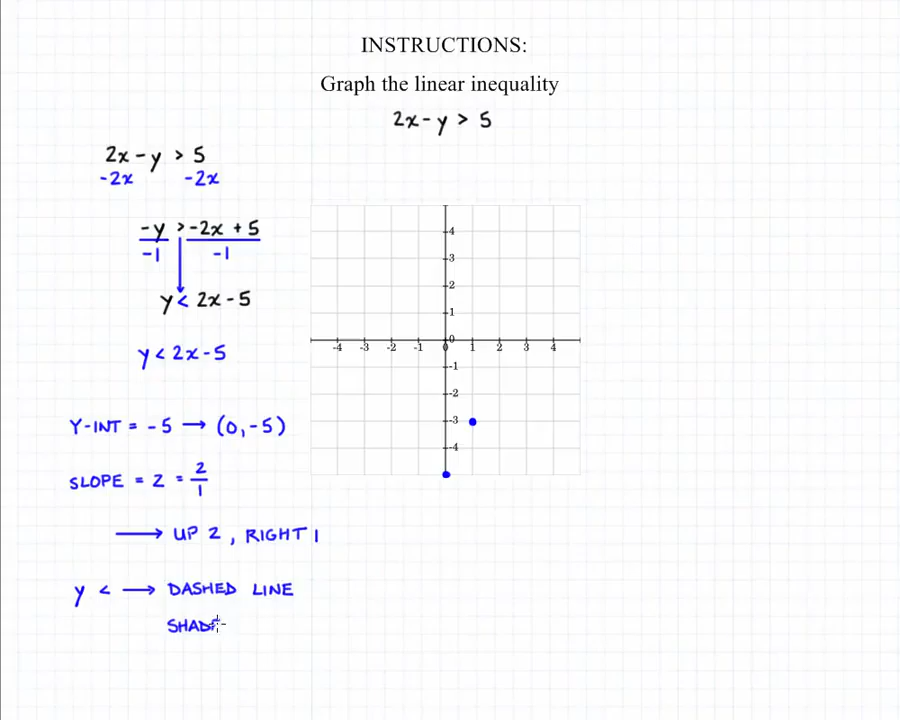 INSTRUCTIONS:
Graph the linear inequality
2x - y > 5
2x - y > 5
-2x -2x
-y > -2x + 5
-1 -1
y < 2x - 5
y < 2x - 5
Y-INT = -5 → (0, -5)
SLOPE = 2 = 2/1
→ UP 2, RIGHT 1
y < → DASHED LINE
SHADE
4
3
2
1
0
-4 -3 -2 -1 0 1 2 3 4
-1
-2
-3
-4